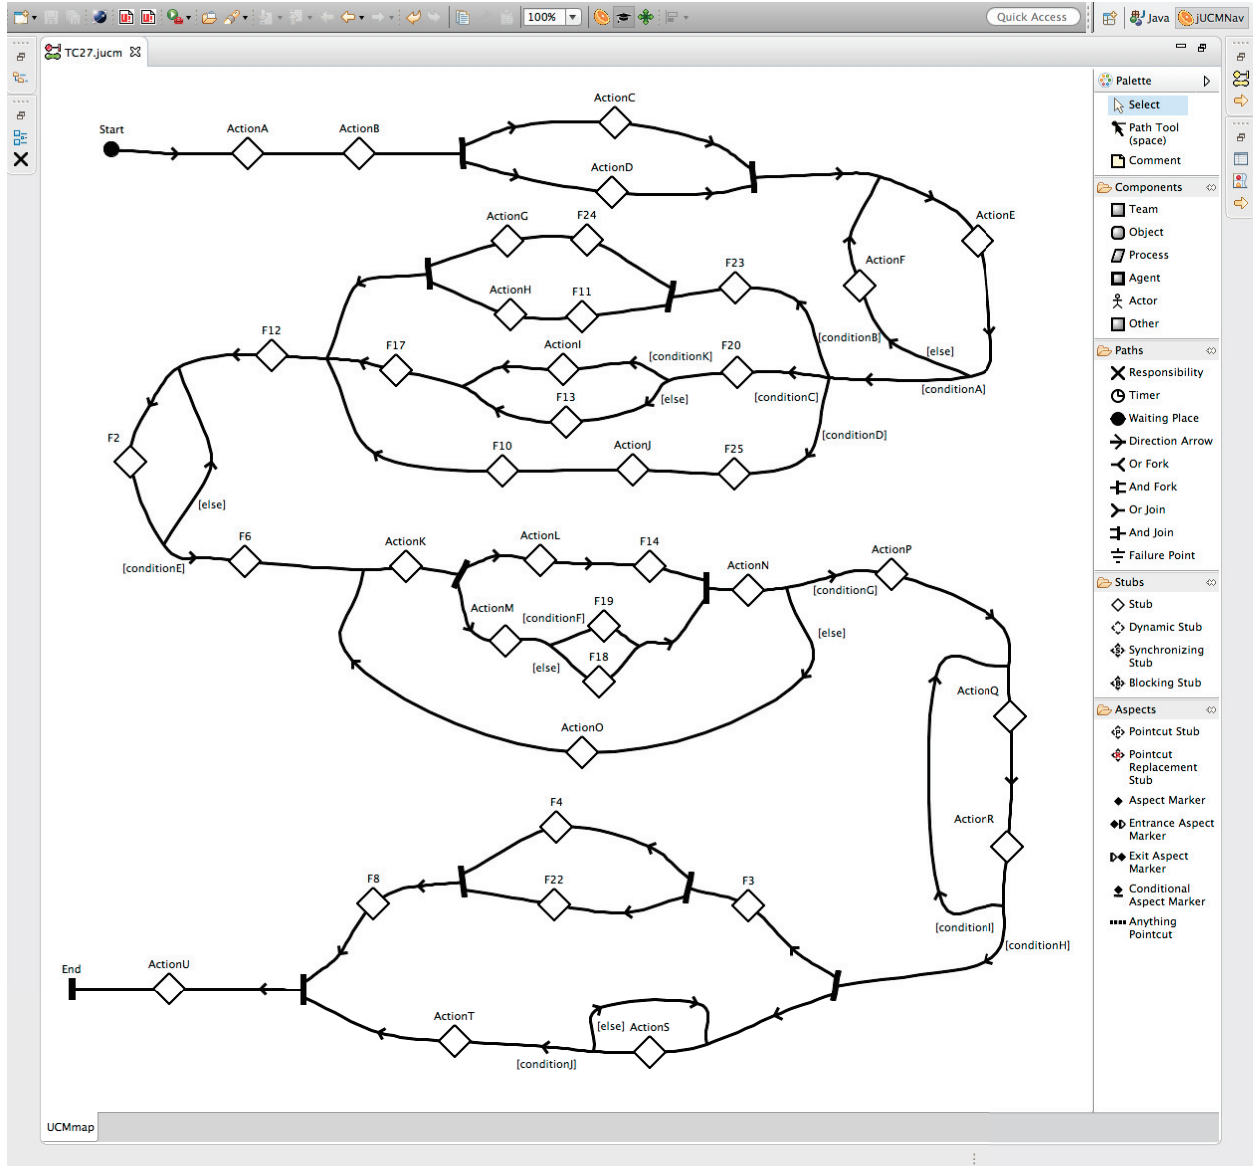 100%
Quick Access
Java
jUCMNav
TC27.jucm
Palette
Select
Path Tool
(space)
Comment
Components
Team
Object
Process
Agent
Actor
Other
Paths
Responsibility
Timer
Waiting Place
Direction Arrow
Or Fork
And Fork
Or Join
And Join
Failure Point
Stubs
Stub
Dynamic Stub
Synchronizing
Stub
Blocking Stub
Aspects
Pointcut Stub
Pointcut
Replacement
Stub
Aspect Marker
Entrance Aspect
Marker
Exit Aspect
Marker
Conditional
Aspect Marker
Anything
Pointcut
Start
ActionA
ActionB
ActionC
ActionD
ActionE
ActionF
[else]
[conditionA]
[conditionB]
[conditionC]
[conditionD]
ActionG
F24
F23
ActionH
F11
F12
F17
ActionI
[conditionK]
F20
F13
[else]
F10
ActionJ
F25
F2
[else]
[conditionE]
F6
ActionK
ActionL
F14
ActionM
[conditionF]
F19
[else]
F18
ActionN
[conditionG]
ActionP
[else]
ActionO
ActionQ
ActionR
[conditionI]
[conditionH]
F4
F8
F22
F3
End
ActionU
ActionT
[else]
ActionS
[conditionJ]
UCMmap